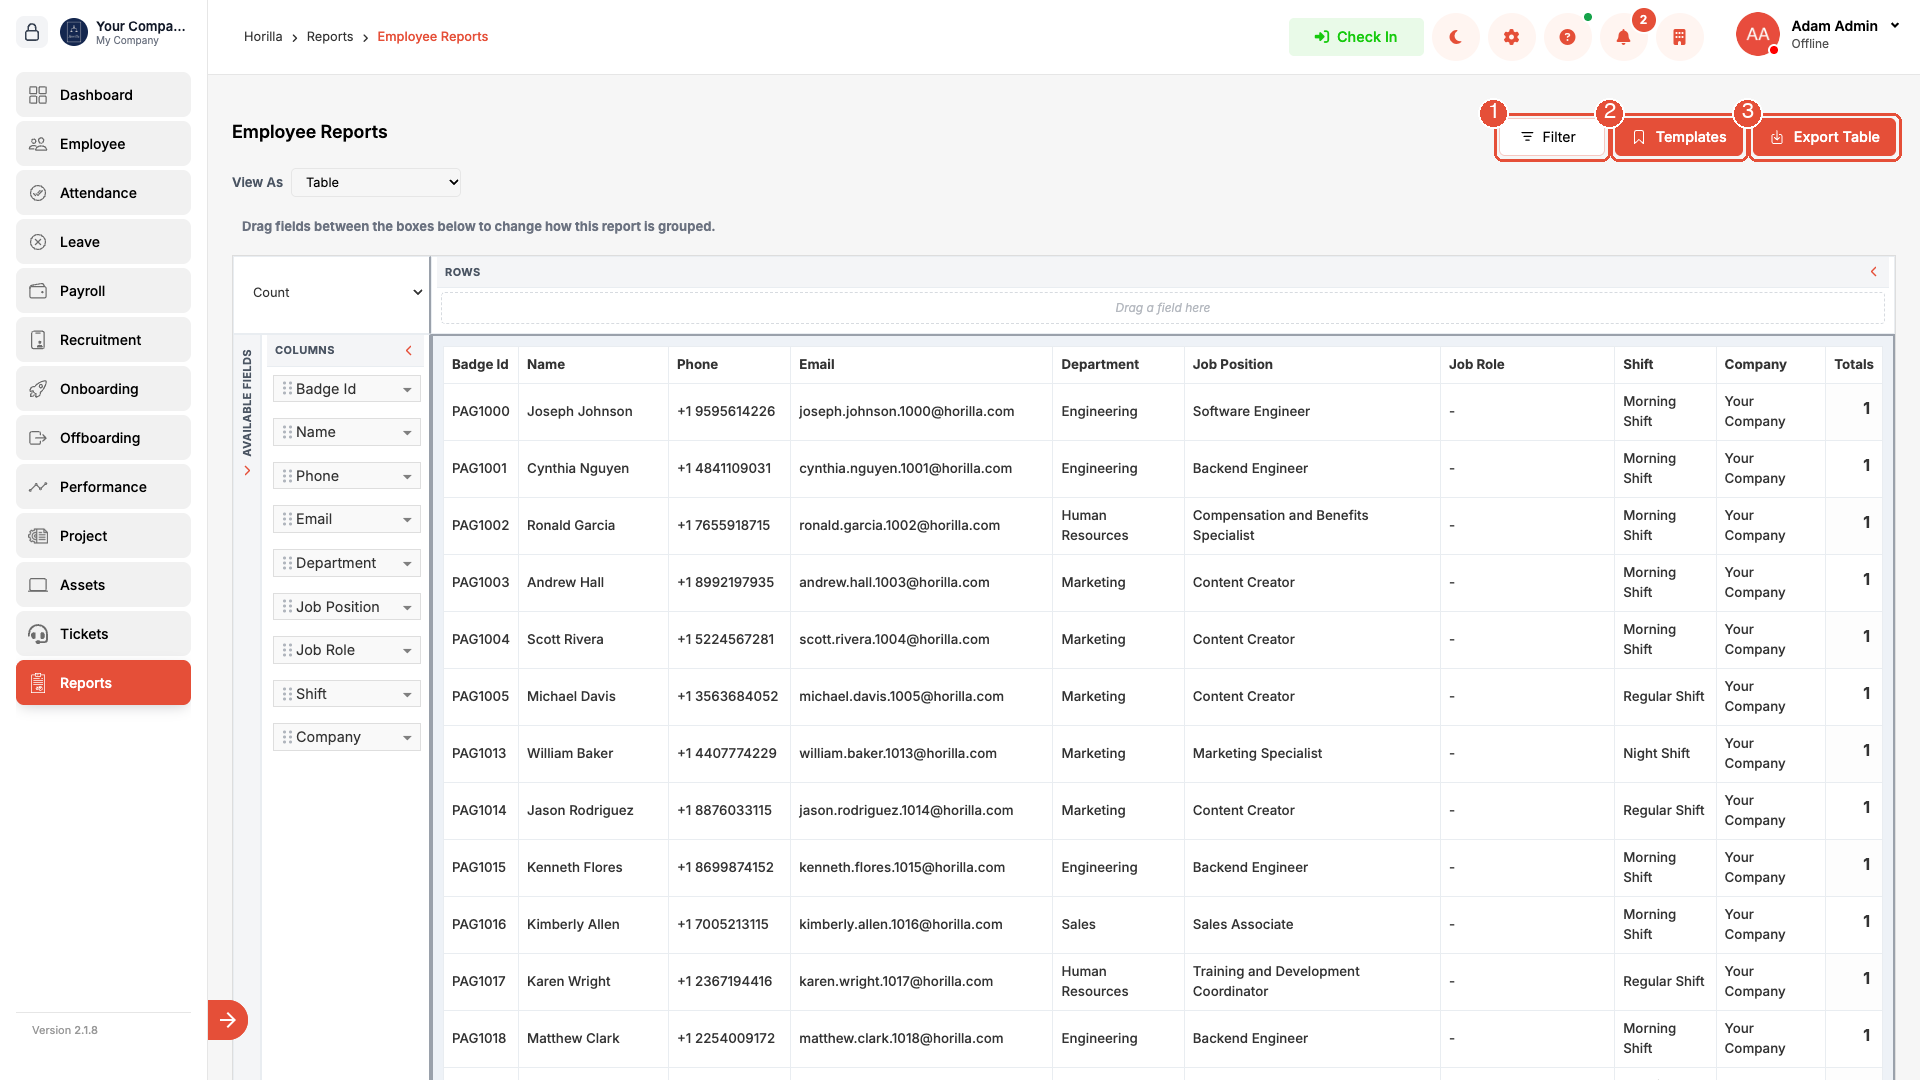 Your Compa...
My Company
Horilla > Reports > Employee Reports
Check In
2
AA
Adam Admin
Offline
Dashboard
Employee
Attendance
Leave
Payroll
Recruitment
Onboarding
Offboarding
Performance
Project
Assets
Tickets
Reports
Version 2.1.8
Employee Reports
1
Filter
2
Templates
3
Export Table
View As
Table
Drag fields between the boxes below to change how this report is grouped.
Count
ROWS
Drag a field here
AVAILABLE FIELDS
COLUMNS
Badge Id
Name
Phone
Email
Department
Job Position
Job Role
Shift
Company
Badge Id Name Phone Email Department Job Position Job Role Shift Company Totals
PAG1000 Joseph Johnson +1 9595614226 joseph.johnson.1000@horilla.com Engineering Software Engineer - Morning Shift Your Company 1
PAG1001 Cynthia Nguyen +1 4841109031 cynthia.nguyen.1001@horilla.com Engineering Backend Engineer - Morning Shift Your Company 1
PAG1002 Ronald Garcia +1 7655918715 ronald.garcia.1002@horilla.com Human Resources Compensation and Benefits Specialist - Morning Shift Your Company 1
PAG1003 Andrew Hall +1 8992197935 andrew.hall.1003@horilla.com Marketing Content Creator - Morning Shift Your Company 1
PAG1004 Scott Rivera +1 5224567281 scott.rivera.1004@horilla.com Marketing Content Creator - Morning Shift Your Company 1
PAG1005 Michael Davis +1 3563684052 michael.davis.1005@horilla.com Marketing Content Creator - Regular Shift Your Company 1
PAG1013 William Baker +1 4407774229 william.baker.1013@horilla.com Marketing Marketing Specialist - Night Shift Your Company 1
PAG1014 Jason Rodriguez +1 8876033115 jason.rodriguez.1014@horilla.com Marketing Content Creator - Regular Shift Your Company 1
PAG1015 Kenneth Flores +1 8699874152 kenneth.flores.1015@horilla.com Engineering Backend Engineer - Morning Shift Your Company 1
PAG1016 Kimberly Allen +1 7005213115 kimberly.allen.1016@horilla.com Sales Sales Associate - Morning Shift Your Company 1
PAG1017 Karen Wright +1 2367194416 karen.wright.1017@horilla.com Human Resources Training and Development Coordinator - Regular Shift Your Company 1
PAG1018 Matthew Clark +1 2254009172 matthew.clark.1018@horilla.com Engineering Backend Engineer - Morning Shift Your Company 1